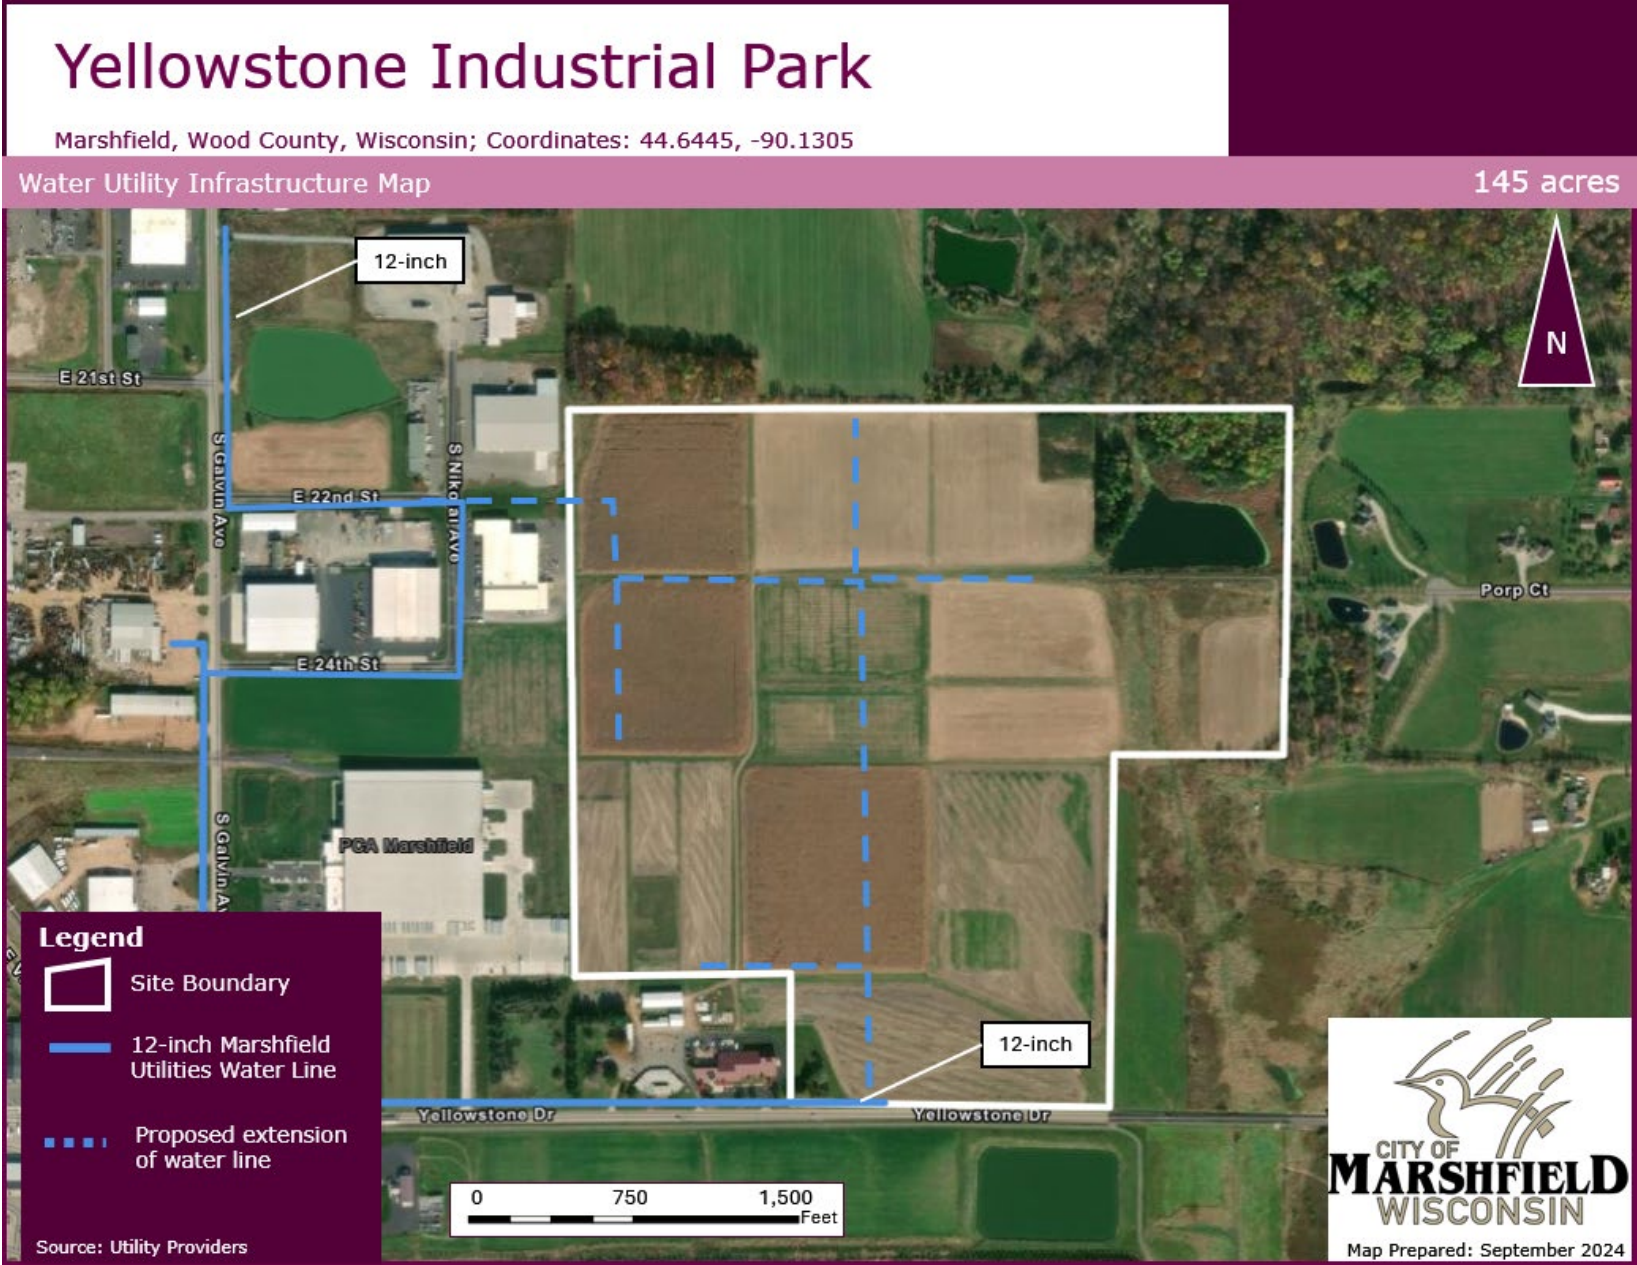 Yellowstone Industrial Park
Marshfield, Wood County, Wisconsin; Coordinates: 44.6445, -90.1305
Water Utility Infrastructure Map
145 acres
12-inch
N
E 21st St
S Galvin Ave
S Nikolai Ave
E 22nd St
Porp Ct
E 24th St
S Galvin Av
PCA Marshfield
Legend
Site Boundary
12-inch Marshfield
Utilities Water Line
Proposed extension
of water line
Source: Utility Providers
12-inch
Yellowstone Dr
Yellowstone Dr
0 750 1,500
Feet
CITY OF
MARSHFIELD
WISCONSIN
Map Prepared: September 2024